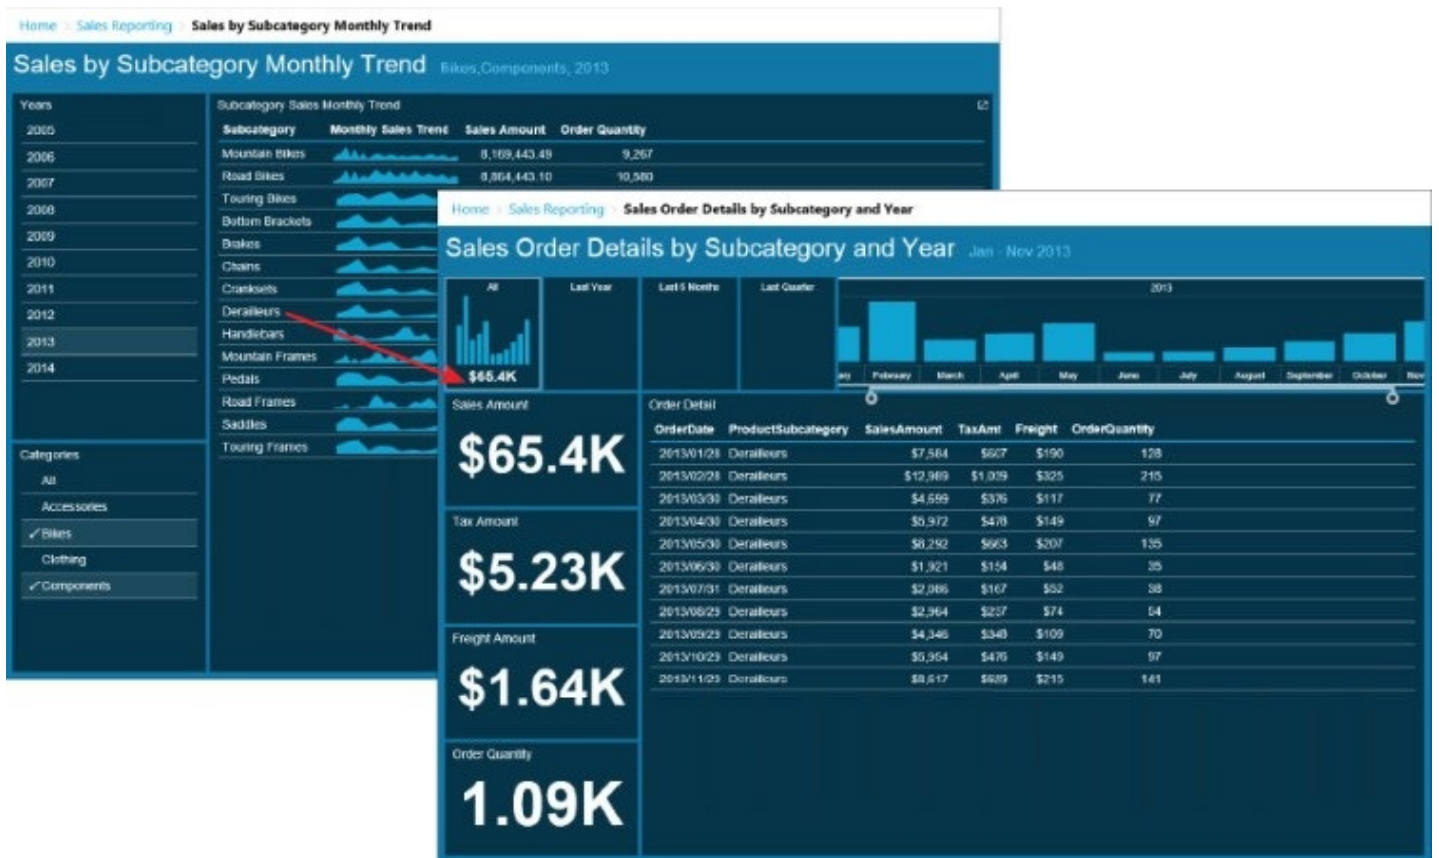 Home Sales Reporting Sales by Subcategory Monthly Trend
Sales by Subcategory Monthly Trend Bikes,Components, 2013
Years
2005
2006
2007
2008
2009
2010
2011
2012
2013
2014
Categories
All
Accessories
Bikes
Clothing
Components
Subcategory Sales Monthly Trend
Subcategory Monthly Sales Trend Sales Amount Order Quantity
Mountain Bikes 8,169,443.49 9,267
Road Bikes 8,864,443.10 10,580
Touring Bikes
Bottom Brackets
Brakes
Chains
Cranksets
Derailleurs
Handlebars
Mountain Frames
Pedals
Road Frames
Saddles
Touring Frames
Home Sales Reporting Sales Order Details by Subcategory and Year
Sales Order Details by Subcategory and Year Jan - Nov 2013
All Last Year Last 6 Months Last Quarter 2013
$65.4K
ary February March April May June July August September October Nov
Sales Amount
$65.4K
Tax Amount
$5.23K
Freight Amount
$1.64K
Order Quantity
1.09K
Order Detail
OrderDate ProductSubcategory SalesAmount TaxAmt Freight OrderQuantity
2013/01/28 Derailleurs $7,584 $607 $190 128
2013/02/28 Derailleurs $12,989 $1,039 $325 215
2013/03/30 Derailleurs $4,699 $376 $117 77
2013/04/30 Derailleurs $5,972 $478 $149 97
2013/05/30 Derailleurs $8,292 $663 $207 135
2013/06/30 Derailleurs $1,921 $154 $48 35
2013/07/31 Derailleurs $2,086 $167 $52 38
2013/08/29 Derailleurs $2,964 $237 $74 54
2013/09/29 Derailleurs $4,346 $348 $109 70
2013/10/29 Derailleurs $5,954 $476 $149 97
2013/11/29 Derailleurs $8,617 $689 $215 141